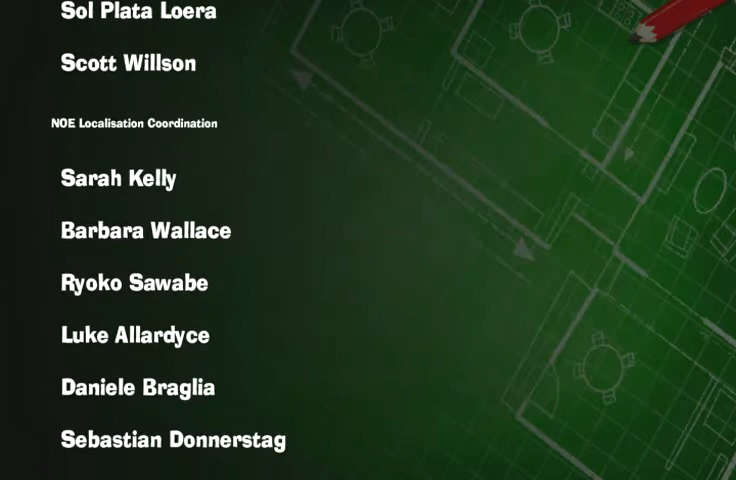 Sol Plata Loera
Scott Willson
NOE Localisation Coordination
Sarah Kelly
Barbara Wallace
Ryoko Sawabe
Luke Allardyce
Daniele Braglia
Sebastian Donnerstag